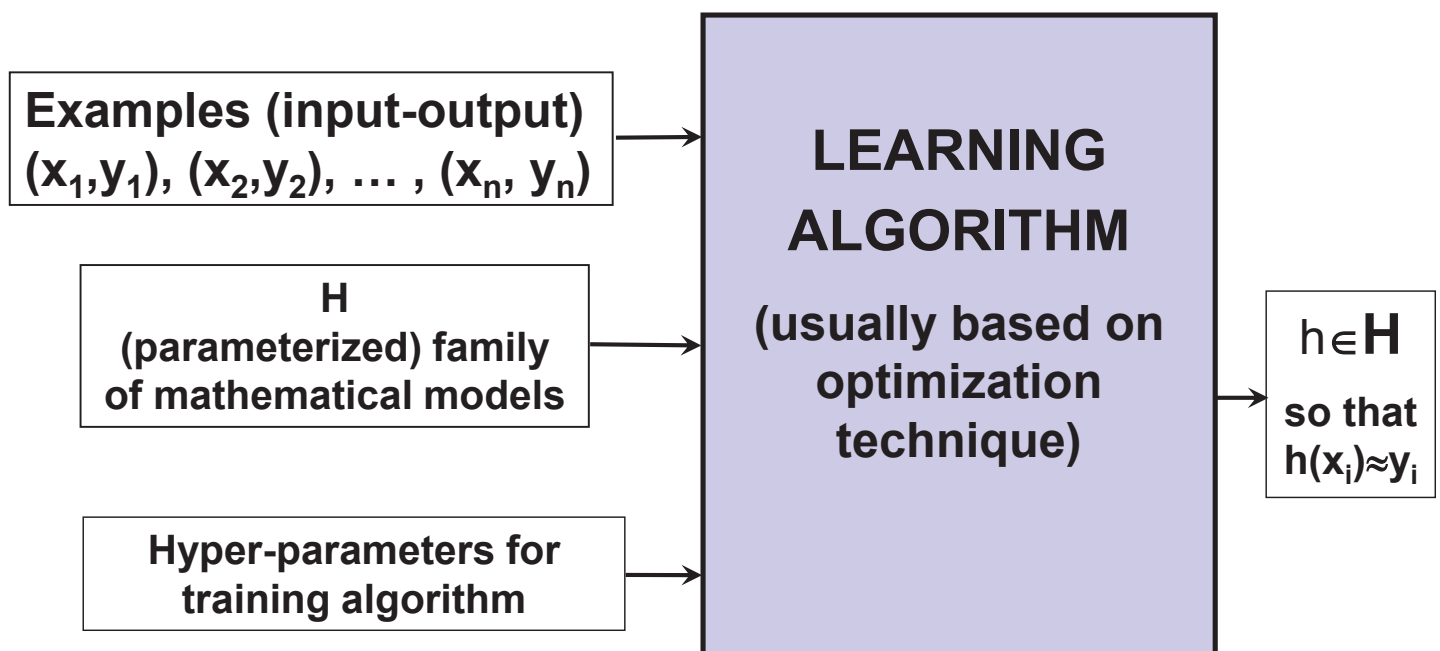 Examples (input-output)
(x₁,y₁), (x₂,y₂), … , (xₙ, yₙ)
H
(parameterized) family
of mathematical models
Hyper-parameters for
training algorithm
LEARNING
ALGORITHM
(usually based on
optimization
technique)
h∈H
so that
h(xᵢ)≈yᵢ